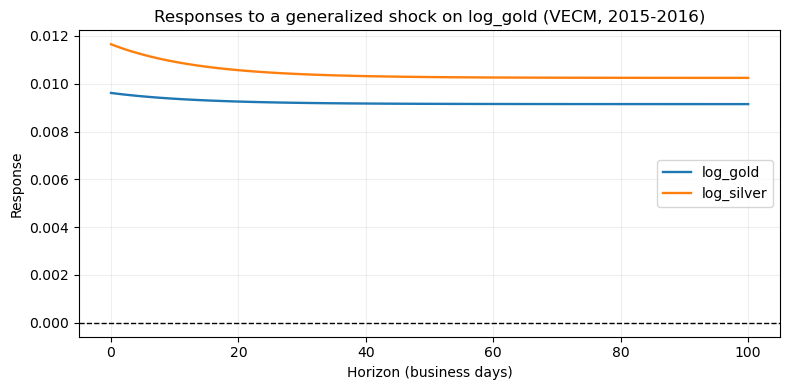 Responses to a generalized shock on log_gold (VECM, 2015-2016)
0.012
0.010
0.008
0.006
0.004
0.002
0.000
Response
log_gold
log_silver
0 20 40 60 80 100
Horizon (business days)